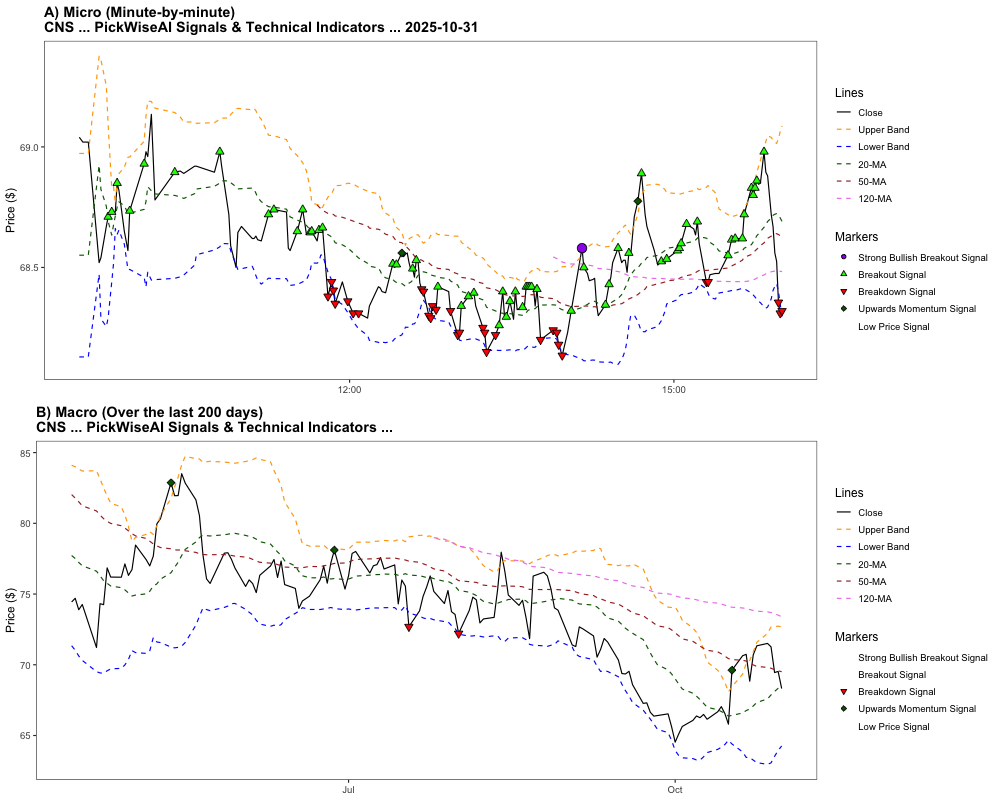 A) Micro (Minute-by-minute)
CNS ... PickWiseAI Signals & Technical Indicators ... 2025-10-31
Price ($)
69.0
68.5
12:00
15:00
Lines
Close
Upper Band
Lower Band
20-MA
50-MA
120-MA
Markers
Strong Bullish Breakout Signal
Breakout Signal
Breakdown Signal
Upwards Momentum Signal
Low Price Signal
B) Macro (Over the last 200 days)
CNS ... PickWiseAI Signals & Technical Indicators ...
Price ($)
85
80
75
70
65
Jul
Oct
Lines
Close
Upper Band
Lower Band
20-MA
50-MA
120-MA
Markers
Strong Bullish Breakout Signal
Breakout Signal
Breakdown Signal
Upwards Momentum Signal
Low Price Signal